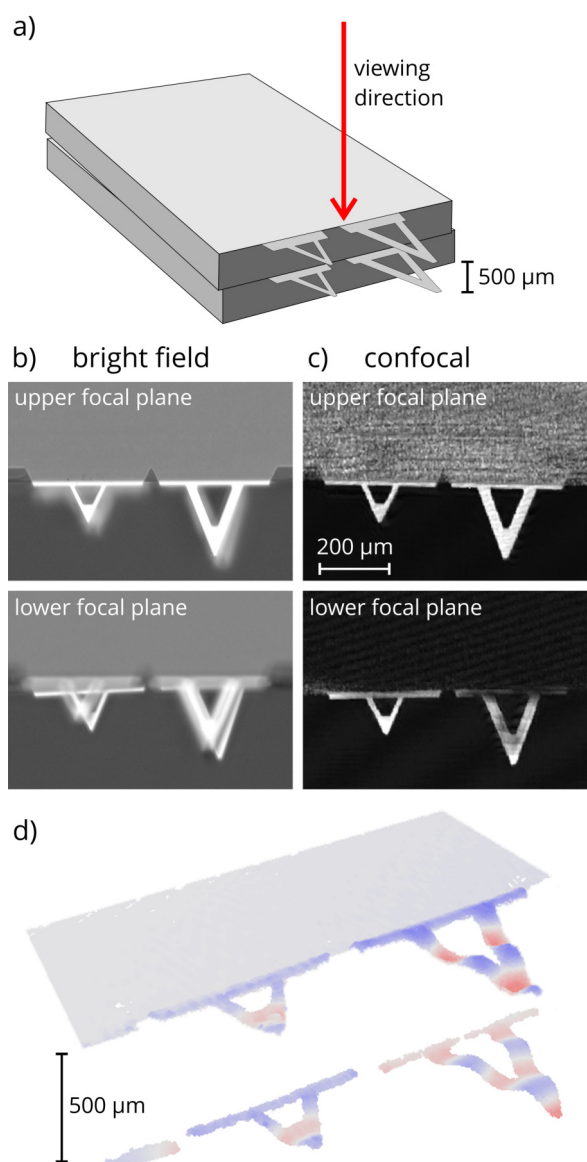 a)
viewing
direction
500 µm
b) bright field
c) confocal
upper focal plane
upper focal plane
200 µm
lower focal plane
lower focal plane
d)
500 µm